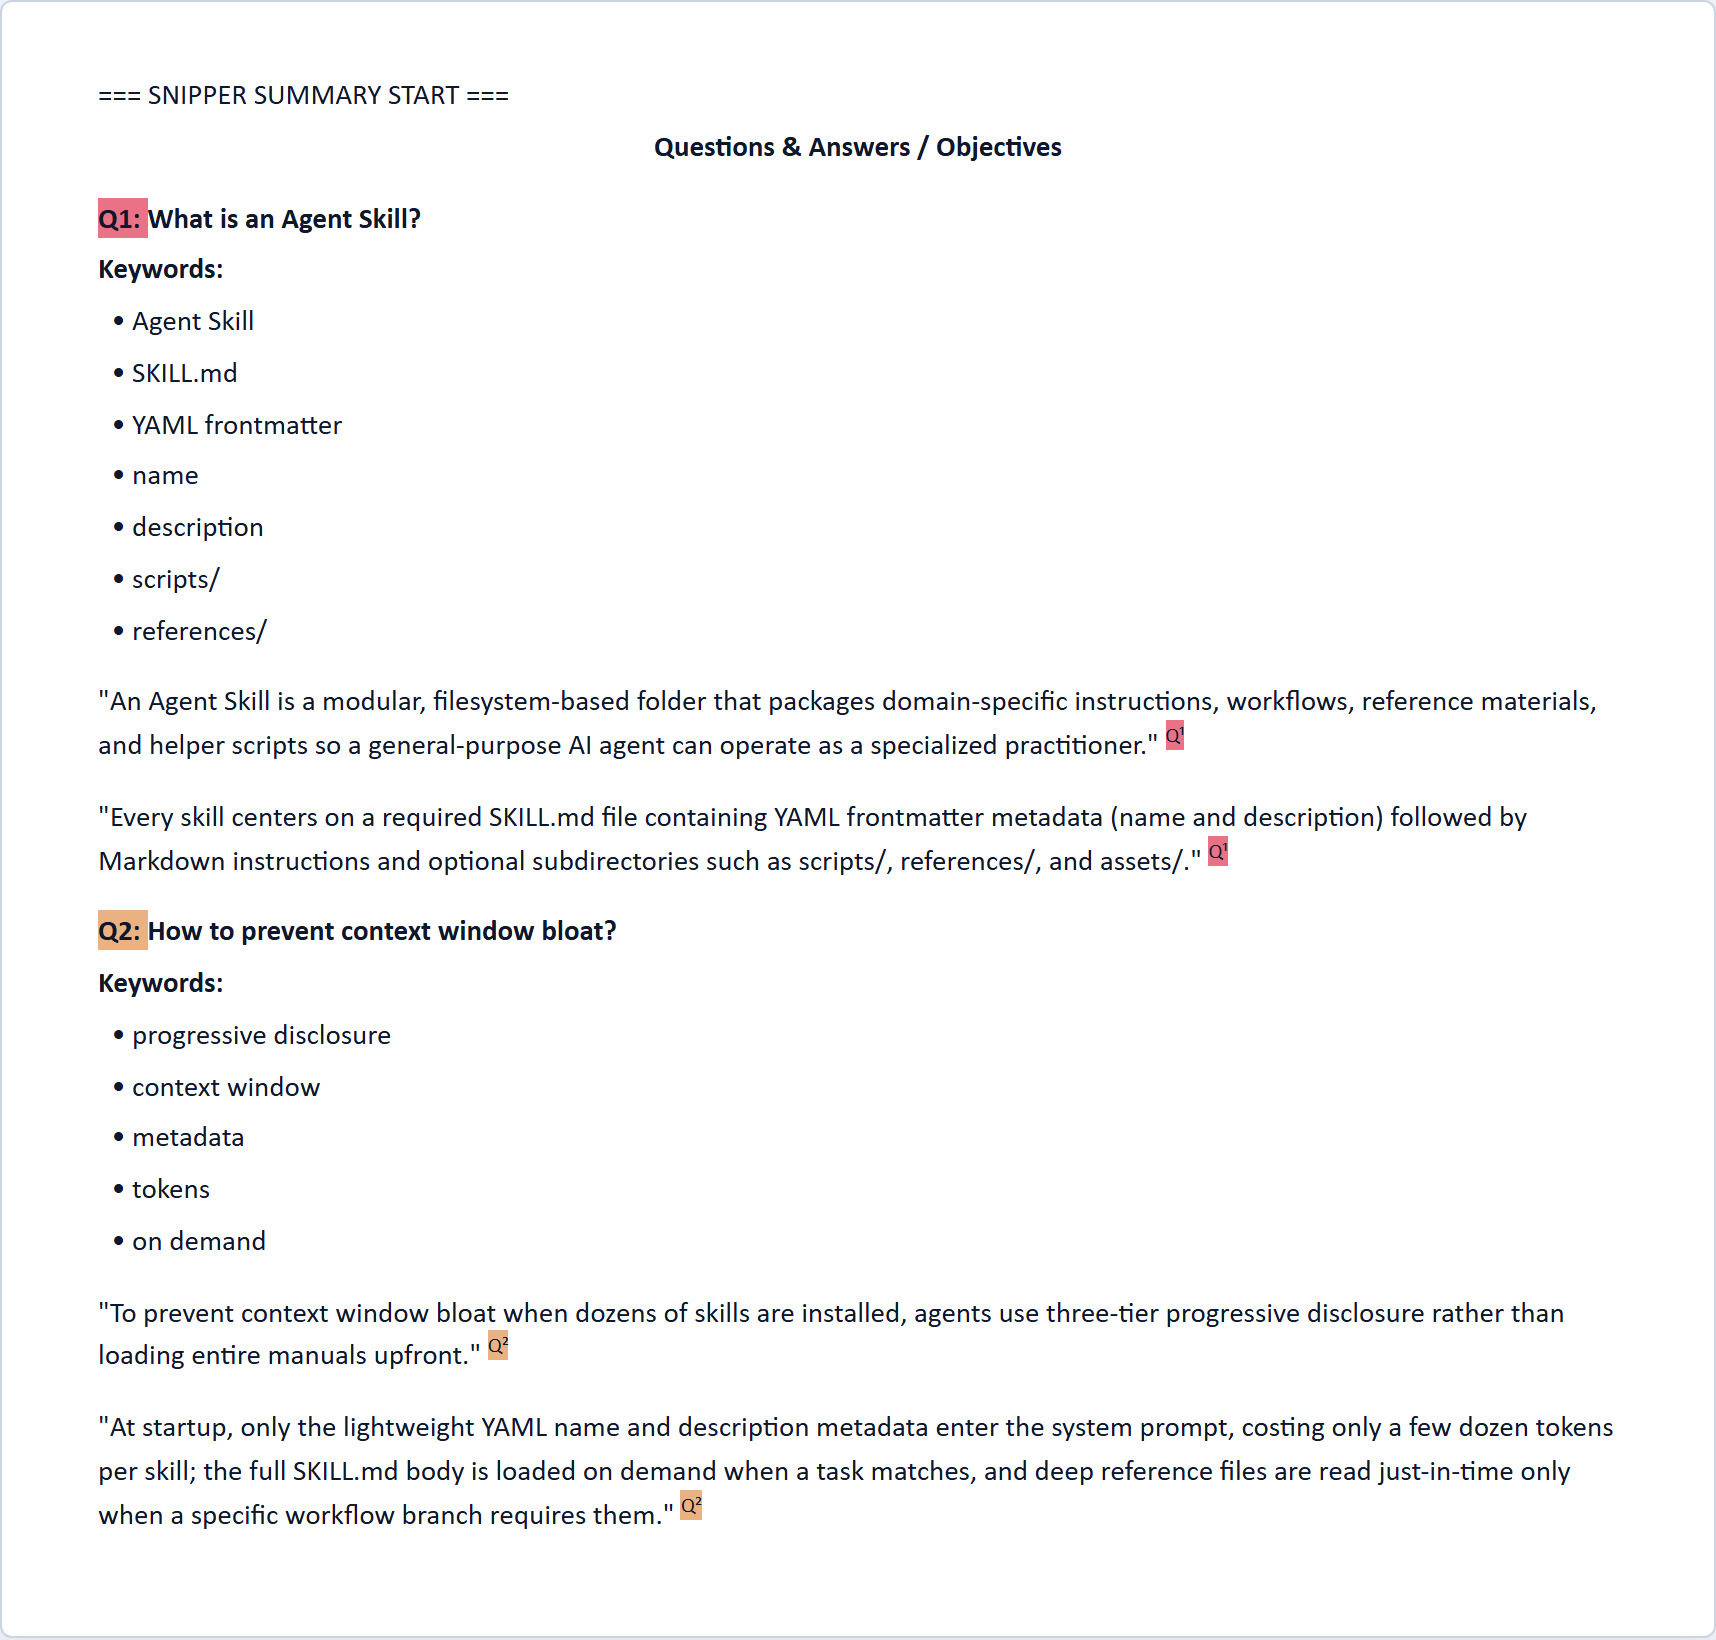 === SNIPPER SUMMARY START ===
Questions & Answers / Objectives
Q1: What is an Agent Skill?
Keywords:
• Agent Skill
• SKILL.md
• YAML frontmatter
• name
• description
• scripts/
• references/
"An Agent Skill is a modular, filesystem-based folder that packages domain-specific instructions, workflows, reference materials,
and helper scripts so a general-purpose AI agent can operate as a specialized practitioner." Q¹
"Every skill centers on a required SKILL.md file containing YAML frontmatter metadata (name and description) followed by
Markdown instructions and optional subdirectories such as scripts/, references/, and assets/." Q¹
Q2: How to prevent context window bloat?
Keywords:
• progressive disclosure
• context window
• metadata
• tokens
• on demand
"To prevent context window bloat when dozens of skills are installed, agents use three-tier progressive disclosure rather than
loading entire manuals upfront." Q²
"At startup, only the lightweight YAML name and description metadata enter the system prompt, costing only a few dozen tokens
per skill; the full SKILL.md body is loaded on demand when a task matches, and deep reference files are read just-in-time only
when a specific workflow branch requires them." Q²